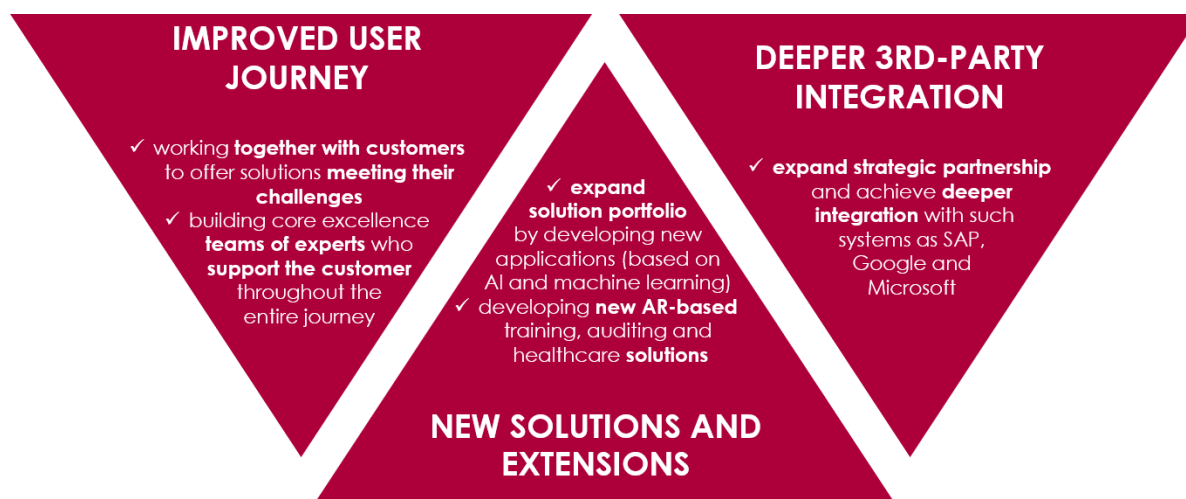 IMPROVED USER
JOURNEY
✓ working together with customers
to offer solutions meeting their
challenges
✓ building core excellence
teams of experts who
support the customer
throughout the
entire journey
✓ expand
solution portfolio
by developing new
applications (based on
AI and machine learning)
✓ developing new AR-based
training, auditing and
healthcare solutions
NEW SOLUTIONS AND
EXTENSIONS
DEEPER 3RD-PARTY
INTEGRATION
✓ expand strategic partnership
and achieve deeper
integration with such
systems as SAP,
Google and
Microsoft